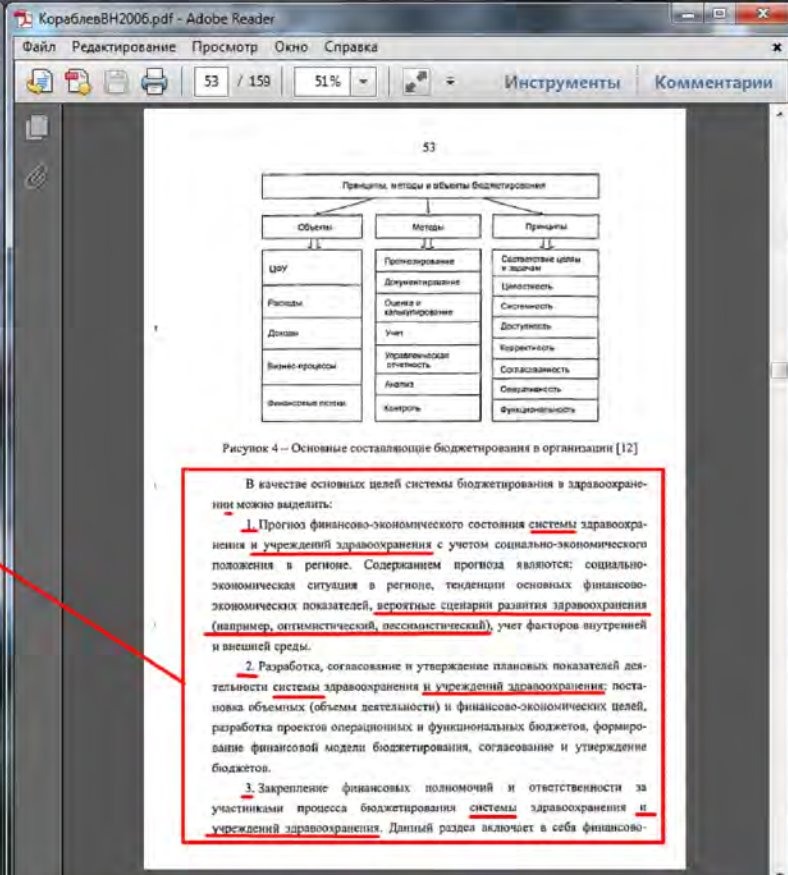 КораблевВН2006.pdf - Adobe Reader
Файл Редактирование Просмотр Окно Справка
53 / 159 51% Инструменты Комментарии
53
Принципы, методы и объекты бюджетирования
Объекты Методы Принципы
ЦФУ
Расходы
Доходы
Бизнес-процессы
Финансовые потоки
Прогнозирование
Документирование
Оценка и
калькулирование
Учет
Управленческая
отчетность
Анализ
Контроль
Соответствие целям
и задачам
Целостность
Системность
Доступность
Корректность
Согласованность
Оперативность
Функциональность
Рисунок 4 – Основные составляющие бюджетирования в организации [12]
В качестве основных целей системы бюджетирования в здравоохране-
нии можно выделить:
1. Прогноз финансово-экономического состояния системы здравоохра-
нения и учреждений здравоохранения с учетом социально-экономического
положения в регионе. Содержанием прогноза являются: социально-
экономическая ситуация в регионе, тенденции основных финансово-
экономических показателей, вероятные сценарии развития здравоохранения
(например, оптимистический, пессимистический), учет факторов внутренней
и внешней среды.
2. Разработка, согласование и утверждение плановых показателей дея-
тельности системы здравоохранения и учреждений здравоохранения: поста-
новка объемных (объемы деятельности) и финансово-экономических целей,
разработка проектов операционных и функциональных бюджетов, формиро-
вание финансовой модели бюджетирования, согласование и утверждение
бюджетов.
3. Закрепление финансовых полномочий и ответственности за
участниками процесса бюджетирования системы здравоохранения и
учреждений здравоохранения. Данный раздел включает в себя финансово-